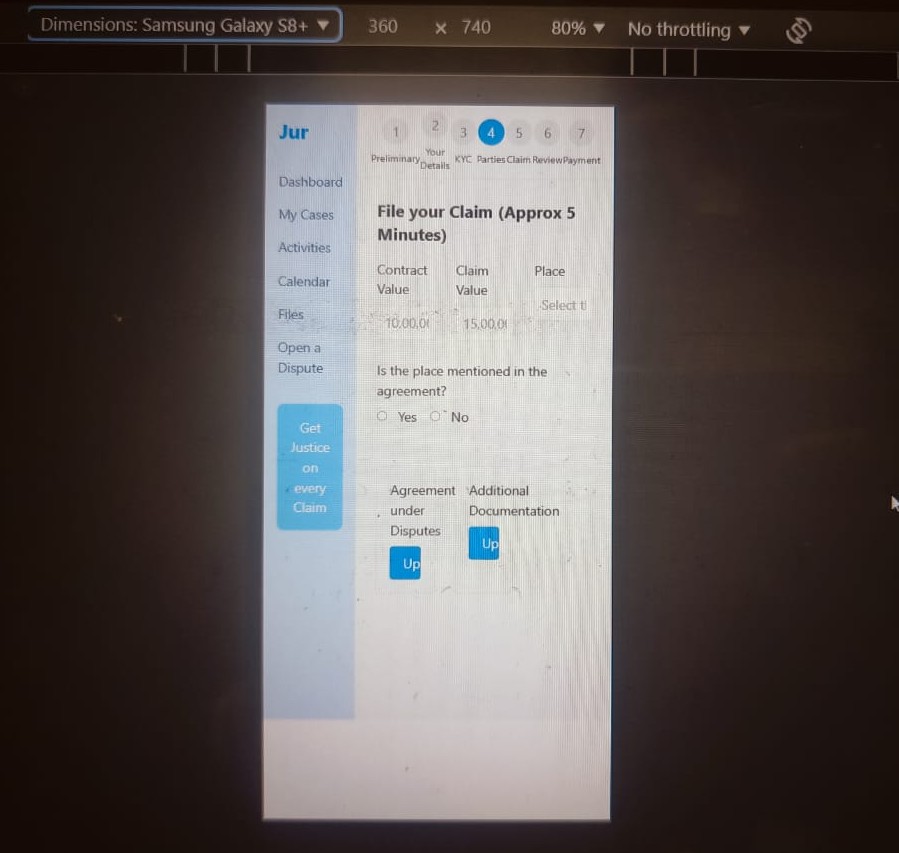 Dimensions: Samsung Galaxy S8+ ▼ 360 × 740 80% ▼ No throttling ▼
Jur
Dashboard
My Cases
Activities
Calendar
Files
Open a
Dispute
Get
Justice
on
every
Claim
1 2 3 4 5 6 7
Preliminary Your Details KYC Parties Claim Review Payment
File your Claim (Approx 5
Minutes)
Contract
Value
10,00,0
Claim
Value
15,00,0
Place
Select
Is the place mentioned in the
agreement?
Yes No
Agreement
under
Disputes
Up
Additional
Documentation
Up